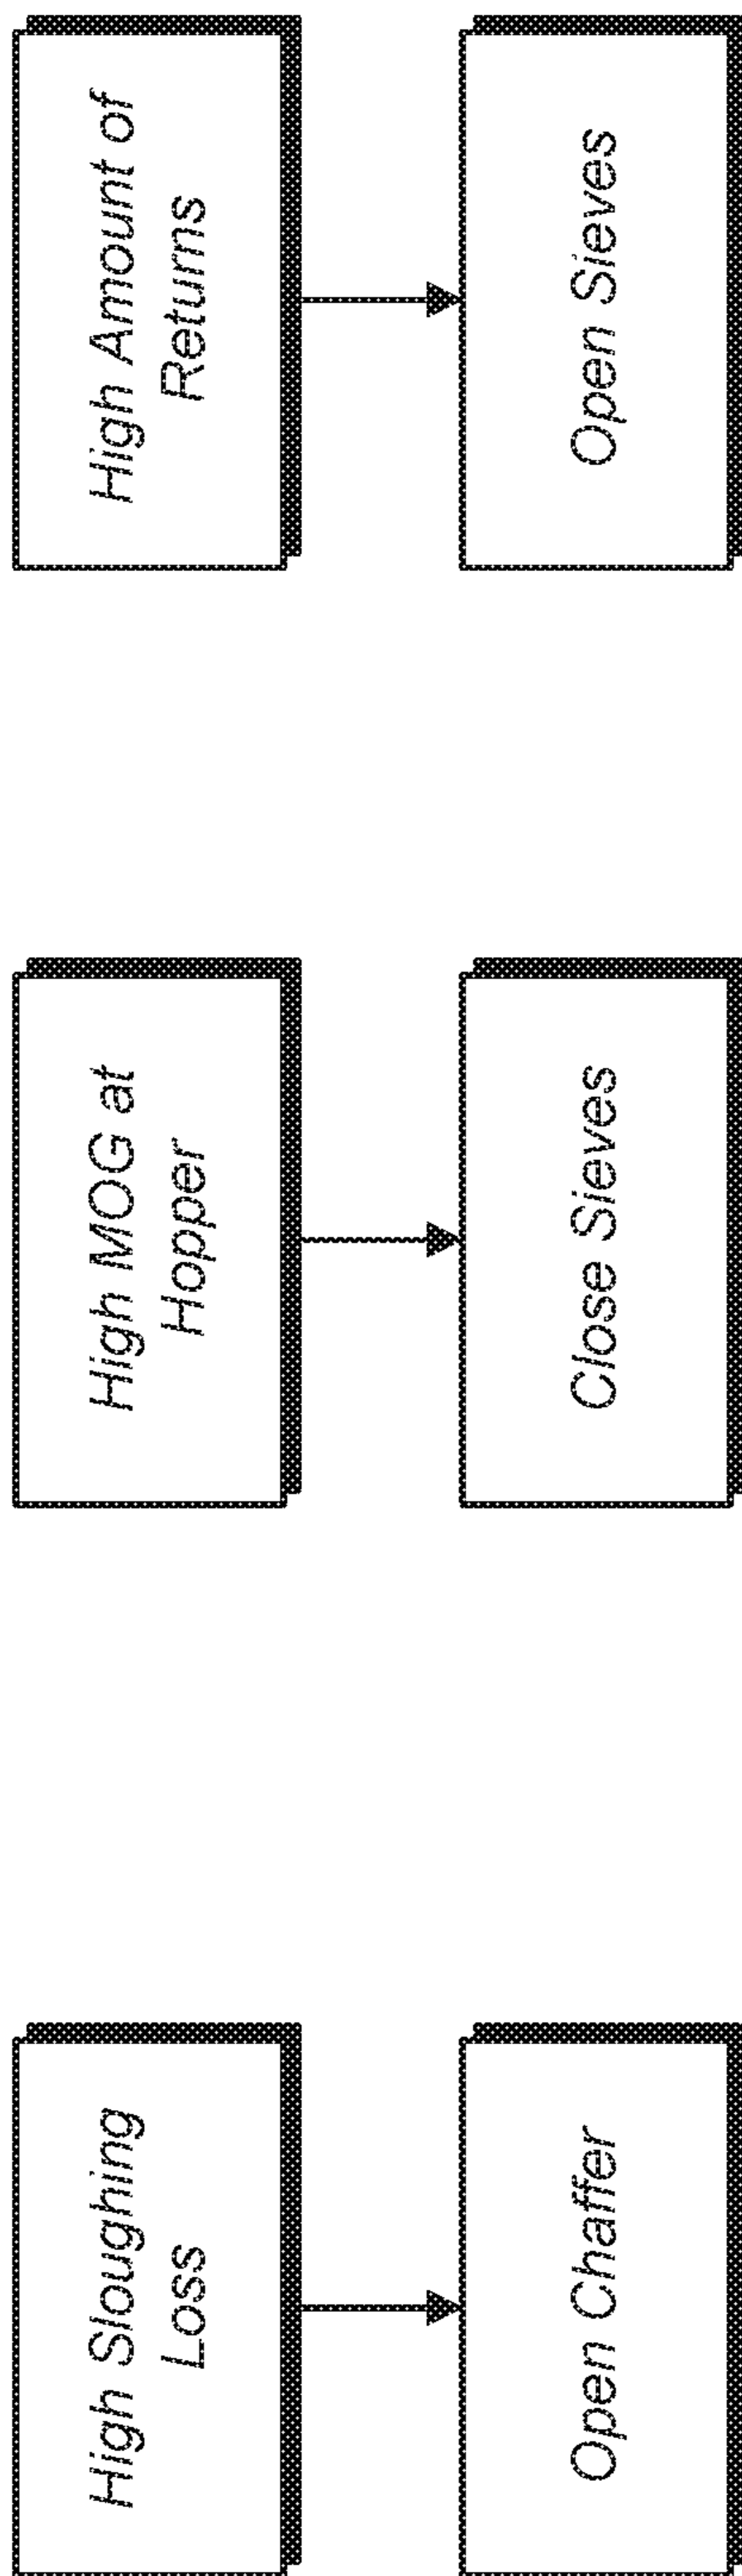 High Sloughing
Loss
Open Chaffer
High MOG at
Hopper
Close Sieves
High Amount of
Returns
Open Sieves